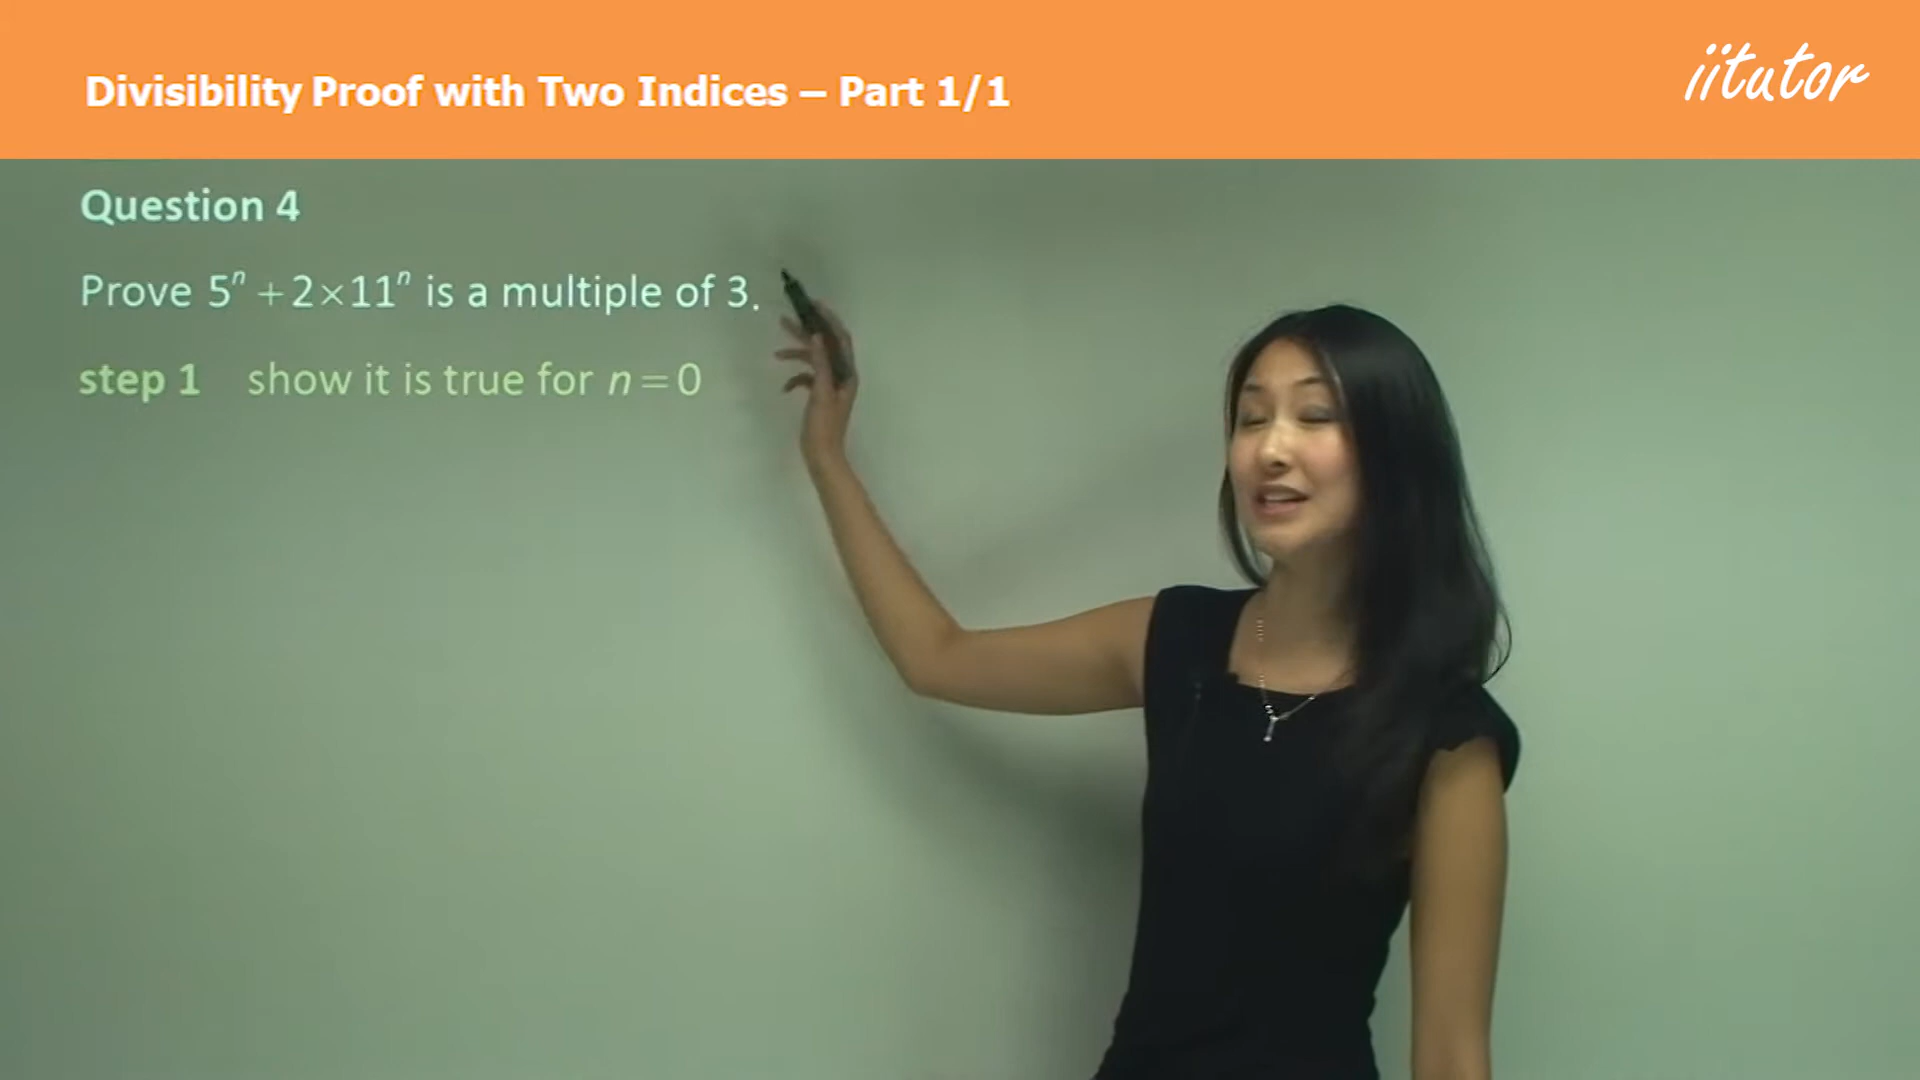 Divisibility Proof with Two Indices – Part 1/1
iitutor
Question 4
Prove 5ⁿ + 2×11ⁿ is a multiple of 3.
step 1 show it is true for n = 0